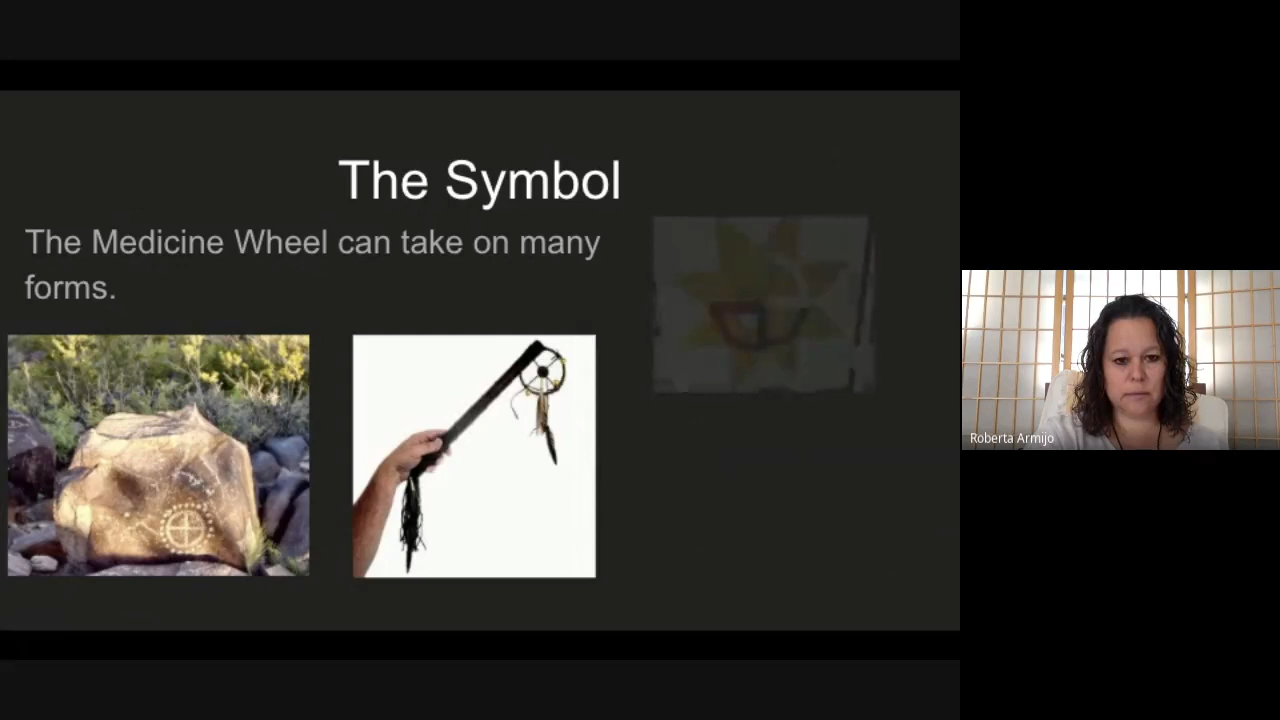 The Symbol
The Medicine Wheel can take on many
forms.
Roberta Armijo